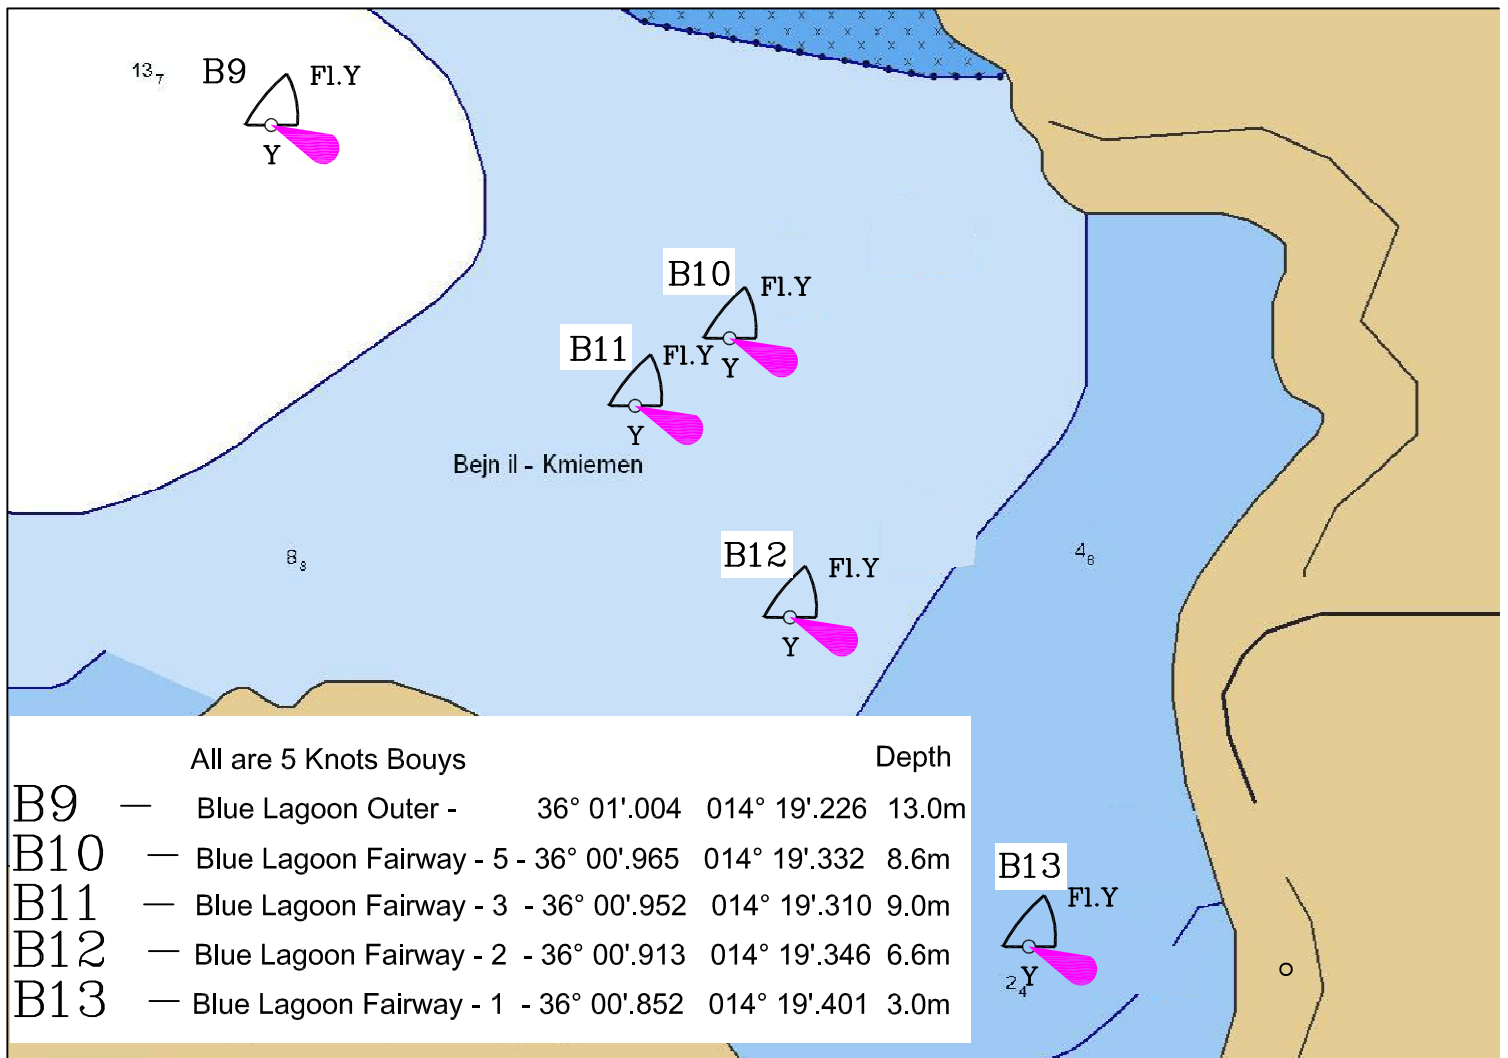 13₇
B9
Fl.Y
Y
B10
Fl.Y
Y
B11
Fl.Y
Y
Bejn il - Kmiemen
B12
Fl.Y
Y
8₃
4₆
All are 5 Knots Bouys Depth
B9 — Blue Lagoon Outer - 36° 01'.004 014° 19'.226 13.0m
B10 — Blue Lagoon Fairway - 5 - 36° 00'.965 014° 19'.332 8.6m
B11 — Blue Lagoon Fairway - 3 - 36° 00'.952 014° 19'.310 9.0m
B12 — Blue Lagoon Fairway - 2 - 36° 00'.913 014° 19'.346 6.6m
B13 — Blue Lagoon Fairway - 1 - 36° 00'.852 014° 19'.401 3.0m
B13
Fl.Y
Y
2₄